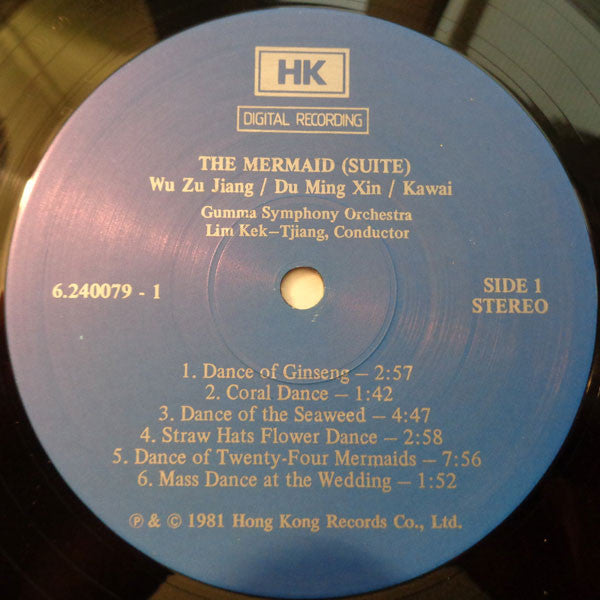 HK
DIGITAL RECORDING
THE MERMAID (SUITE)
Wu Zu Jiang / Du Ming Xin / Kawai
Gumma Symphony Orchestra
Lim Kek-Tjiang, Conductor
6.240079 - 1
SIDE 1
STEREO
1. Dance of Ginseng – 2:57
2. Coral Dance – 1:42
3. Dance of the Seaweed – 4:47
4. Straw Hats Flower Dance – 2:58
5. Dance of Twenty-Four Mermaids – 7:56
6. Mass Dance at the Wedding – 1:52
℗ & © 1981 Hong Kong Records Co., Ltd.